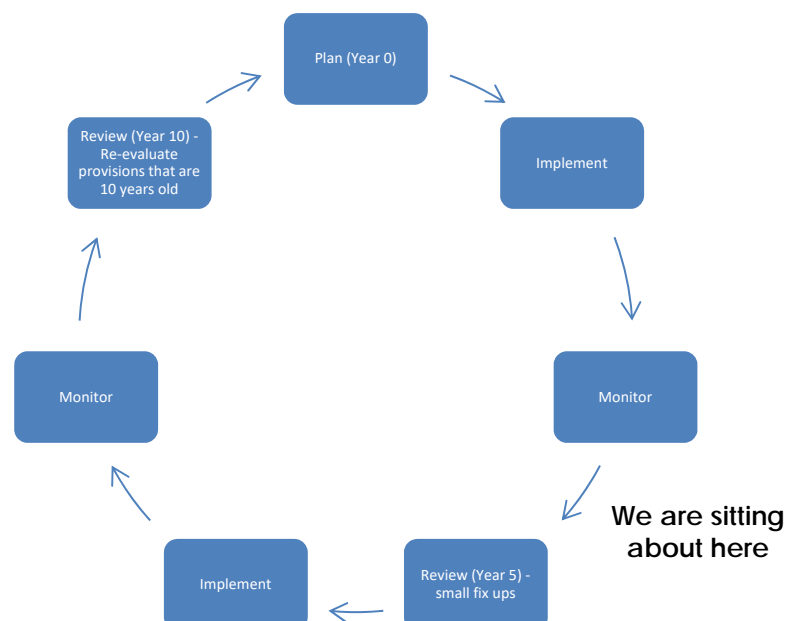 Plan (Year 0)
Implement
Monitor
We are sitting
about here
Review (Year 5) -
small fix ups
Implement
Monitor
Review (Year 10) -
Re-evaluate
provisions that are
10 years old